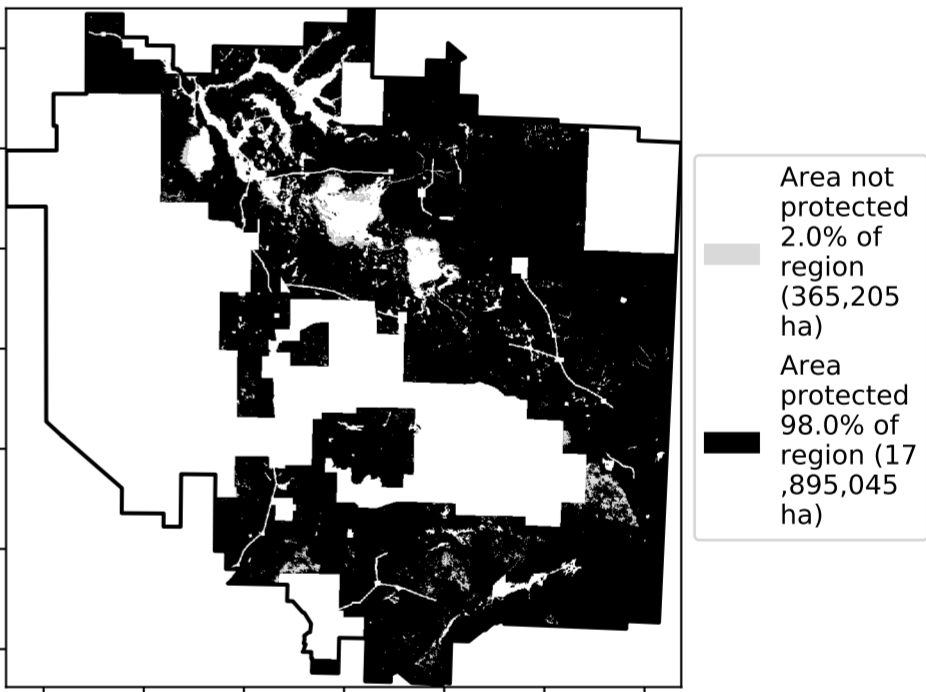 Area not
protected
2.0% of
region
(365,205
ha)
Area
protected
98.0% of
region (17
,895,045
ha)